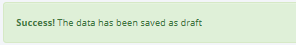 Success! The data has been saved as draft